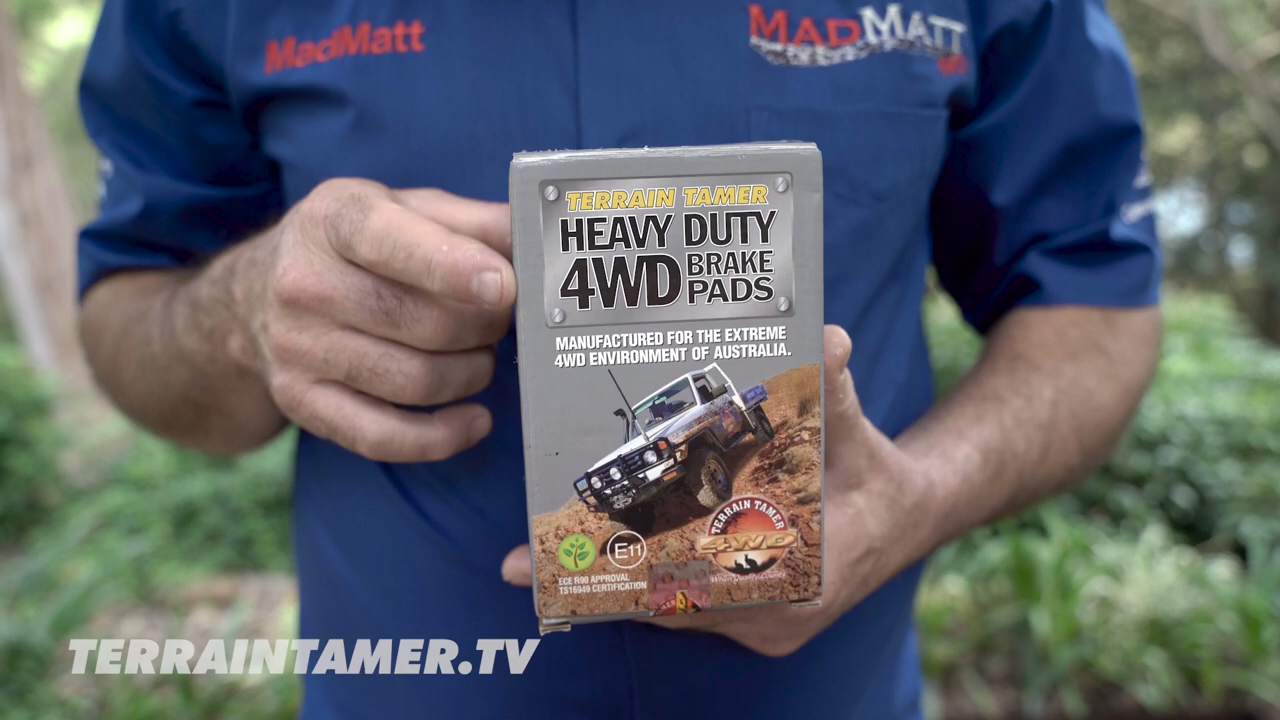 MadMatt
MADMATT
TERRAIN TAMER
HEAVY DUTY
4WD BRAKE PADS
MANUFACTURED FOR THE EXTREME
4WD ENVIRONMENT OF AUSTRALIA.
TERRAIN TAMER
4WD
E11
ECE R90 APPROVAL
TS16949 CERTIFICATION
TERRAINTAMER.TV